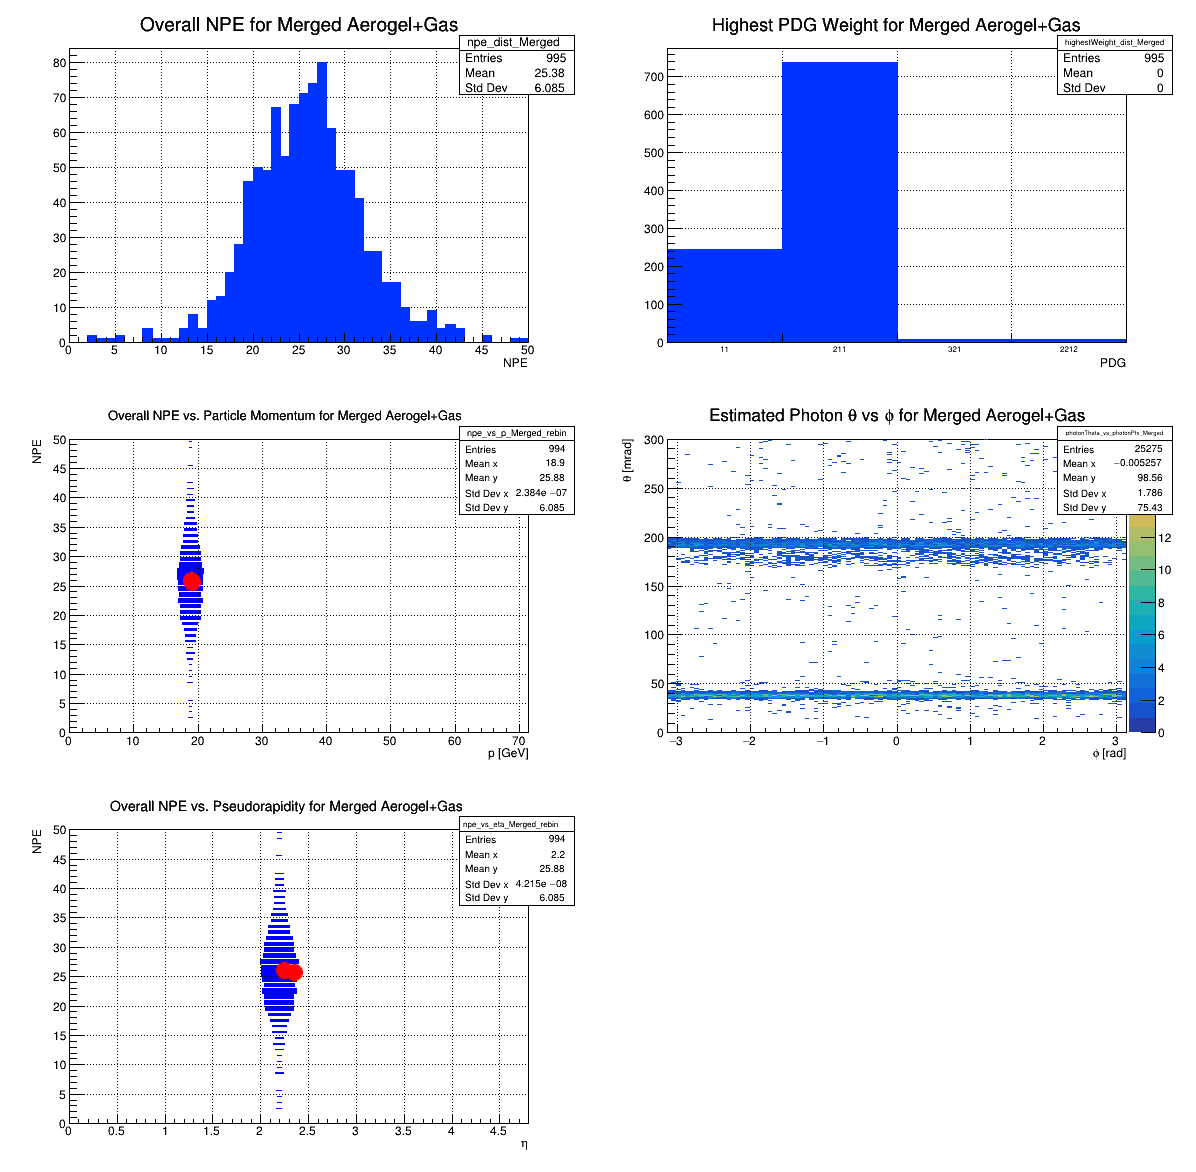 Overall NPE for Merged Aerogel+Gas
npe_dist_Merged
Entries 995
Mean 25.38
Std Dev 6.085
80
70
60
50
40
30
20
10
0
0 5 10 15 20 25 30 35 40 45 50
NPE
Highest PDG Weight for Merged Aerogel+Gas
highestWeight_dist_Merged
Entries 995
Mean 0
Std Dev 0
700
600
500
400
300
200
100
0
11 211 321 2212
PDG
Overall NPE vs. Particle Momentum for Merged Aerogel+Gas
npe_vs_p_Merged_rebin
Entries 994
Mean x 18.9
Mean y 25.88
Std Dev x 2.384e −07
Std Dev y 6.085
NPE
50
45
40
35
30
25
20
15
10
5
0
0 10 20 30 40 50 60 70
p [GeV]
Estimated Photon θ vs ϕ for Merged Aerogel+Gas
photonTheta_vs_photonPhi_Merged
Entries 25275
Mean x −0.005257
Mean y 98.56
Std Dev x 1.786
Std Dev y 75.43
θ [mrad]
300
250
200
150
100
50
0
−3 −2 −1 0 1 2 3
ϕ [rad]
12
10
8
6
4
2
0
Overall NPE vs. Pseudorapidity for Merged Aerogel+Gas
npe_vs_eta_Merged_rebin
Entries 994
Mean x 2.2
Mean y 25.88
Std Dev x 4.215e −08
Std Dev y 6.085
NPE
50
45
40
35
30
25
20
15
10
5
0
0 0.5 1 1.5 2 2.5 3 3.5 4 4.5
η